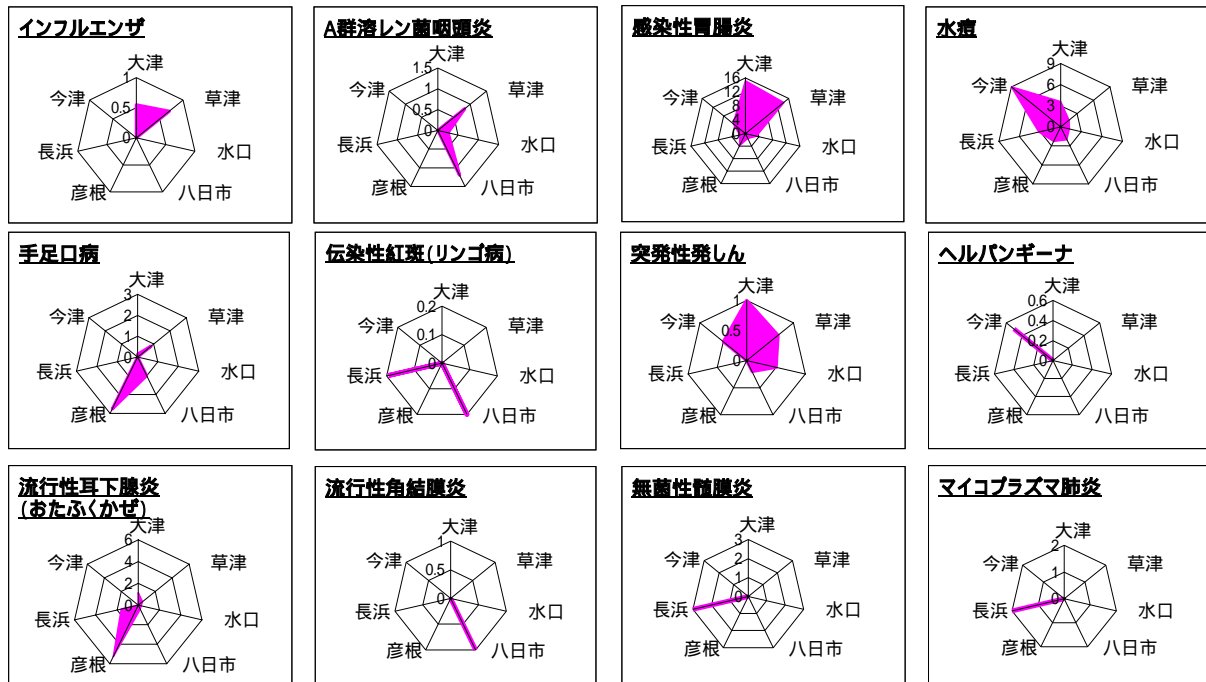 インフルエンザ
大津
1
今津
草津
0.5
0
長浜
水口
彦根
八日市
A群溶レン菌咽頭炎
大津
1.5
今津
草津
1
0.5
0
長浜
水口
彦根
八日市
感染性胃腸炎
大津
16
今津
草津
12
8
4
0
長浜
水口
彦根
八日市
水痘
大津
9
今津
草津
6
3
0
長浜
水口
彦根
八日市
手足口病
大津
3
今津
草津
2
1
0
長浜
水口
彦根
八日市
伝染性紅斑(リンゴ病)
大津
0.2
今津
草津
0.1
0
長浜
水口
彦根
八日市
突発性発しん
大津
1
今津
草津
0.5
0
長浜
水口
彦根
八日市
ヘルパンギーナ
大津
0.6
今津
草津
0.4
0.2
0
長浜
水口
彦根
八日市
流行性耳下腺炎
(おたふくかぜ)
大津
6
今津
草津
4
2
0
長浜
水口
彦根
八日市
流行性角結膜炎
大津
1
今津
草津
0.5
0
長浜
水口
彦根
八日市
無菌性髄膜炎
大津
3
今津
草津
2
1
0
長浜
水口
彦根
八日市
マイコプラズマ肺炎
大津
2
今津
草津
1
0
長浜
水口
彦根
八日市